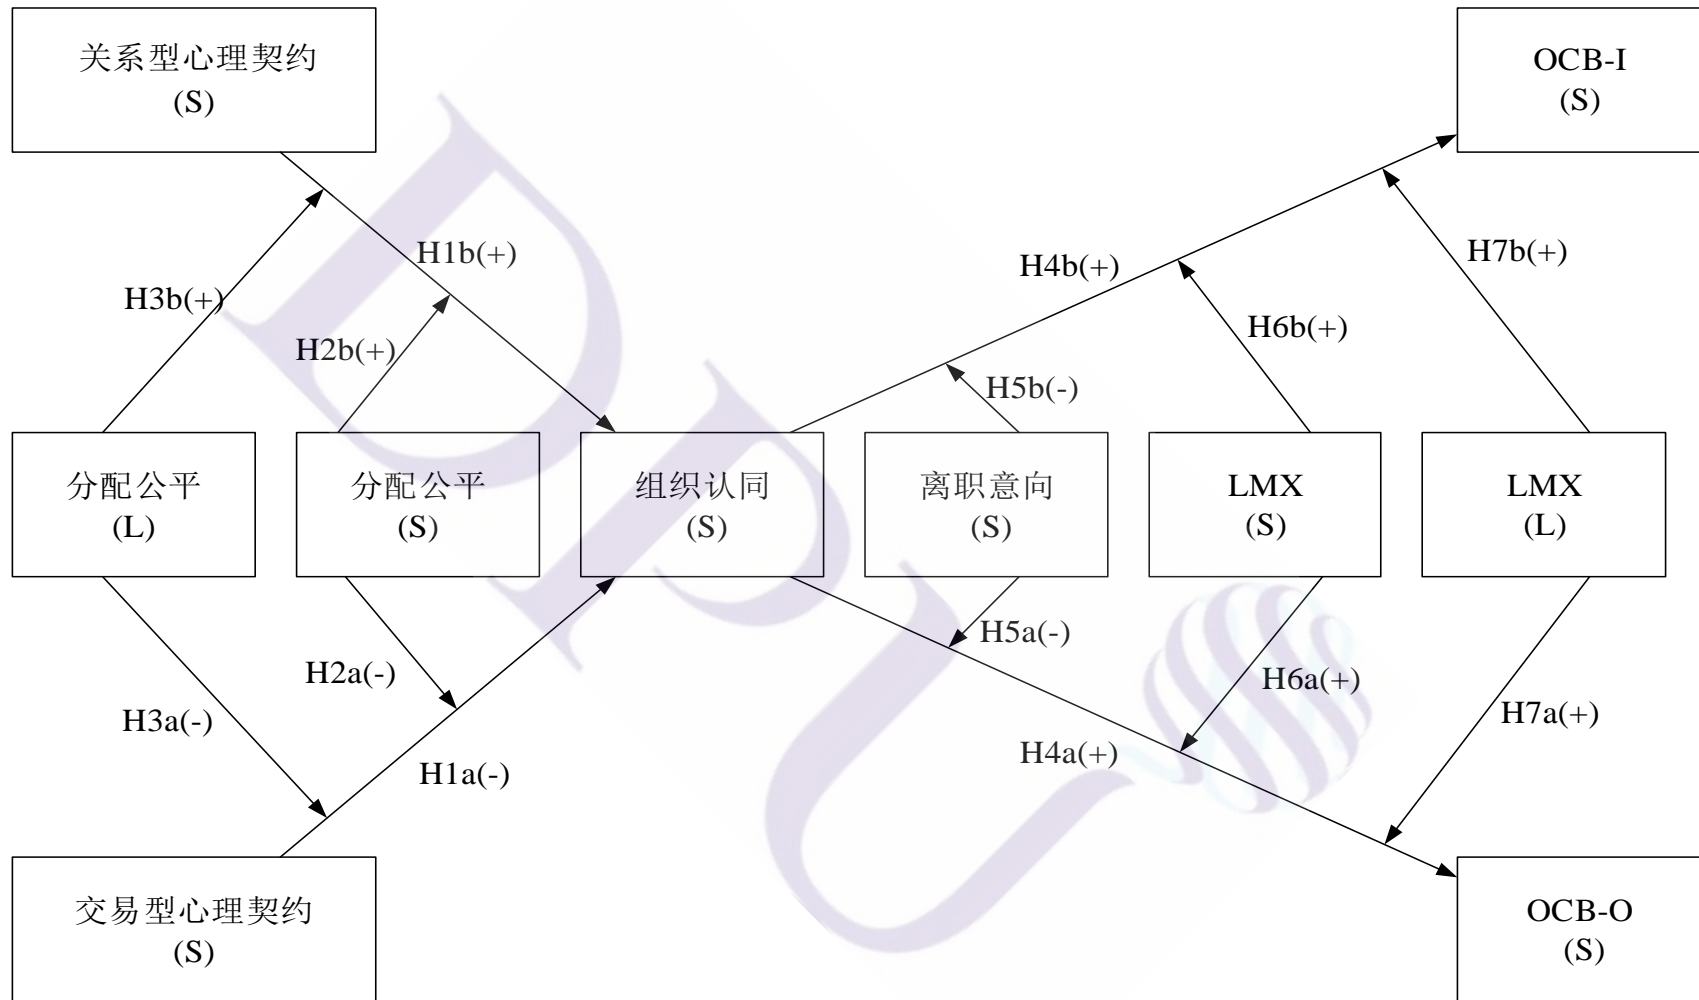 关系型心理契约
(S)
OCB-I
(S)
H1b(+)
H4b(+)
H7b(+)
H3b(+)
H2b(+)
H6b(+)
H5b(-)
分配公平
(L)
分配公平
(S)
组织认同
(S)
离职意向
(S)
LMX
(S)
LMX
(L)
H5a(-)
H2a(-)
H6a(+)
H3a(-)
H7a(+)
H1a(-)
H4a(+)
交易型心理契约
(S)
OCB-O
(S)
DPU